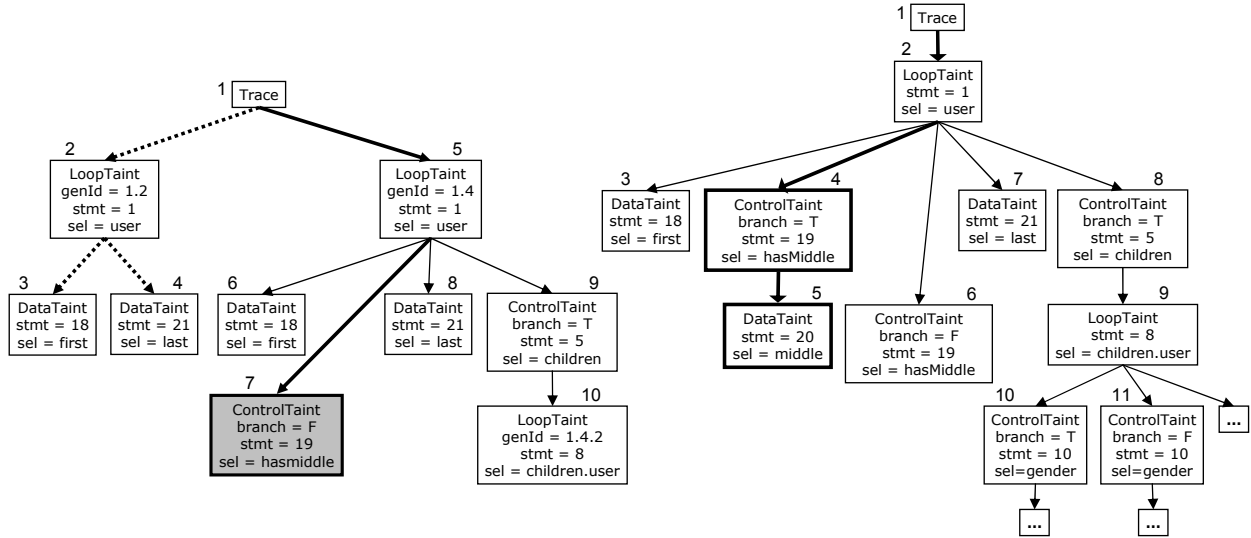 1
Trace
2
LoopTaint
genId = 1.2
stmt = 1
sel = user
5
LoopTaint
genId = 1.4
stmt = 1
sel = user
3
DataTaint
stmt = 18
sel = first
4
DataTaint
stmt = 21
sel = last
6
DataTaint
stmt = 18
sel = first
8
DataTaint
stmt = 21
sel = last
9
ControlTaint
branch = T
stmt = 5
sel = children
7
ControlTaint
branch = F
stmt = 19
sel = hasmiddle
10
LoopTaint
genId = 1.4.2
stmt = 8
sel = children.user
1
Trace
2
LoopTaint
stmt = 1
sel = user
3
DataTaint
stmt = 18
sel = first
4
ControlTaint
branch = T
stmt = 19
sel = hasMiddle
7
DataTaint
stmt = 21
sel = last
8
ControlTaint
branch = T
stmt = 5
sel = children
5
DataTaint
stmt = 20
sel = middle
6
ControlTaint
branch = F
stmt = 19
sel = hasMiddle
9
LoopTaint
stmt = 8
sel = children.user
10
ControlTaint
branch = T
stmt = 10
sel=gender
11
ControlTaint
branch = F
stmt = 10
sel=gender
...
...
...